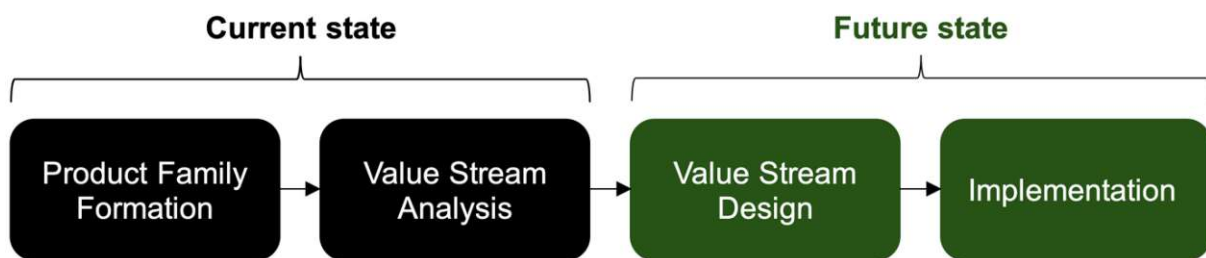 Current state
Future state
Product Family
Formation
Value Stream
Analysis
Value Stream
Design
Implementation